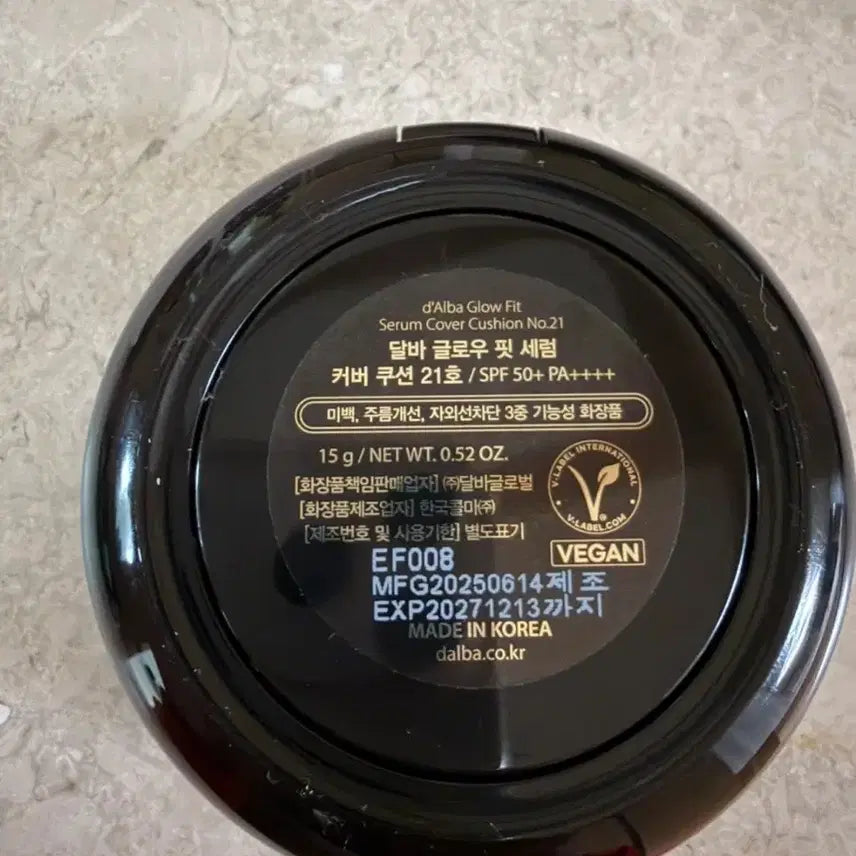 d'Alba Glow Fit
Serum Cover Cushion No.21
달바 글로우 핏 세럼
커버 쿠션 21호 / SPF 50+ PA++++
미백, 주름개선, 자외선차단 3중 기능성 화장품
15 g / NET WT. 0.52 OZ.
[화장품책임판매업자] ㈜달바글로벌
[화장품제조업자] 한국콜마㈜
[제조번호 및 사용기한] 별도표기
V-LABEL INTERNATIONAL
V-LABEL.COM
VEGAN
EF008
MFG20250614제조
EXP20271213까지
MADE IN KOREA
dalba.co.kr